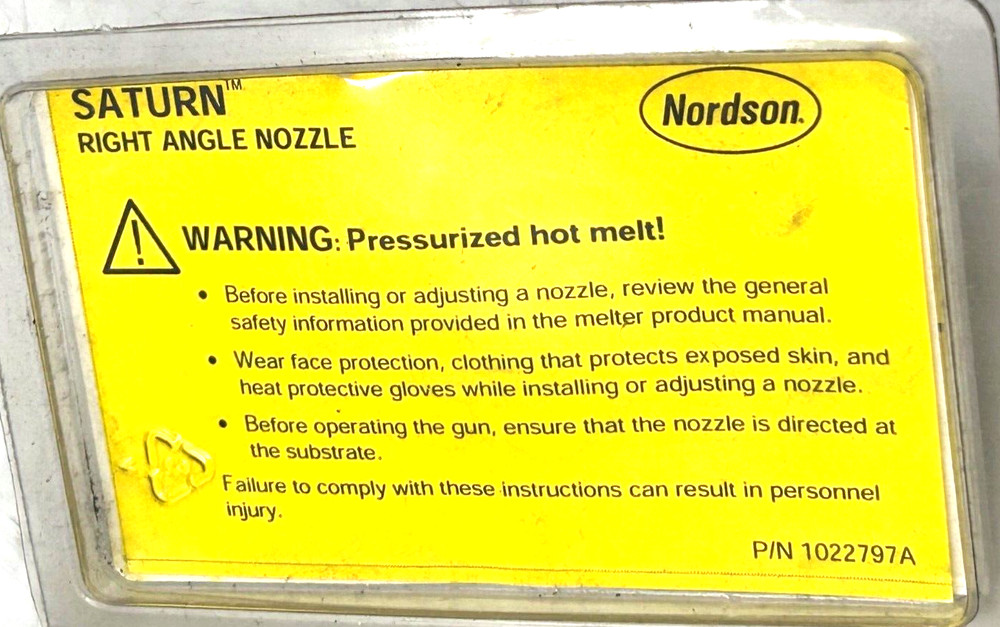 SATURN™
Nordson.
RIGHT ANGLE NOZZLE
WARNING: Pressurized hot melt!
• Before installing or adjusting a nozzle, review the general
safety information provided in the melter product manual.
• Wear face protection, clothing that protects exposed skin, and
heat protective gloves while installing or adjusting a nozzle.
• Before operating the gun, ensure that the nozzle is directed at
the substrate.
Failure to comply with these instructions can result in personnel
injury.
P/N 1022797A